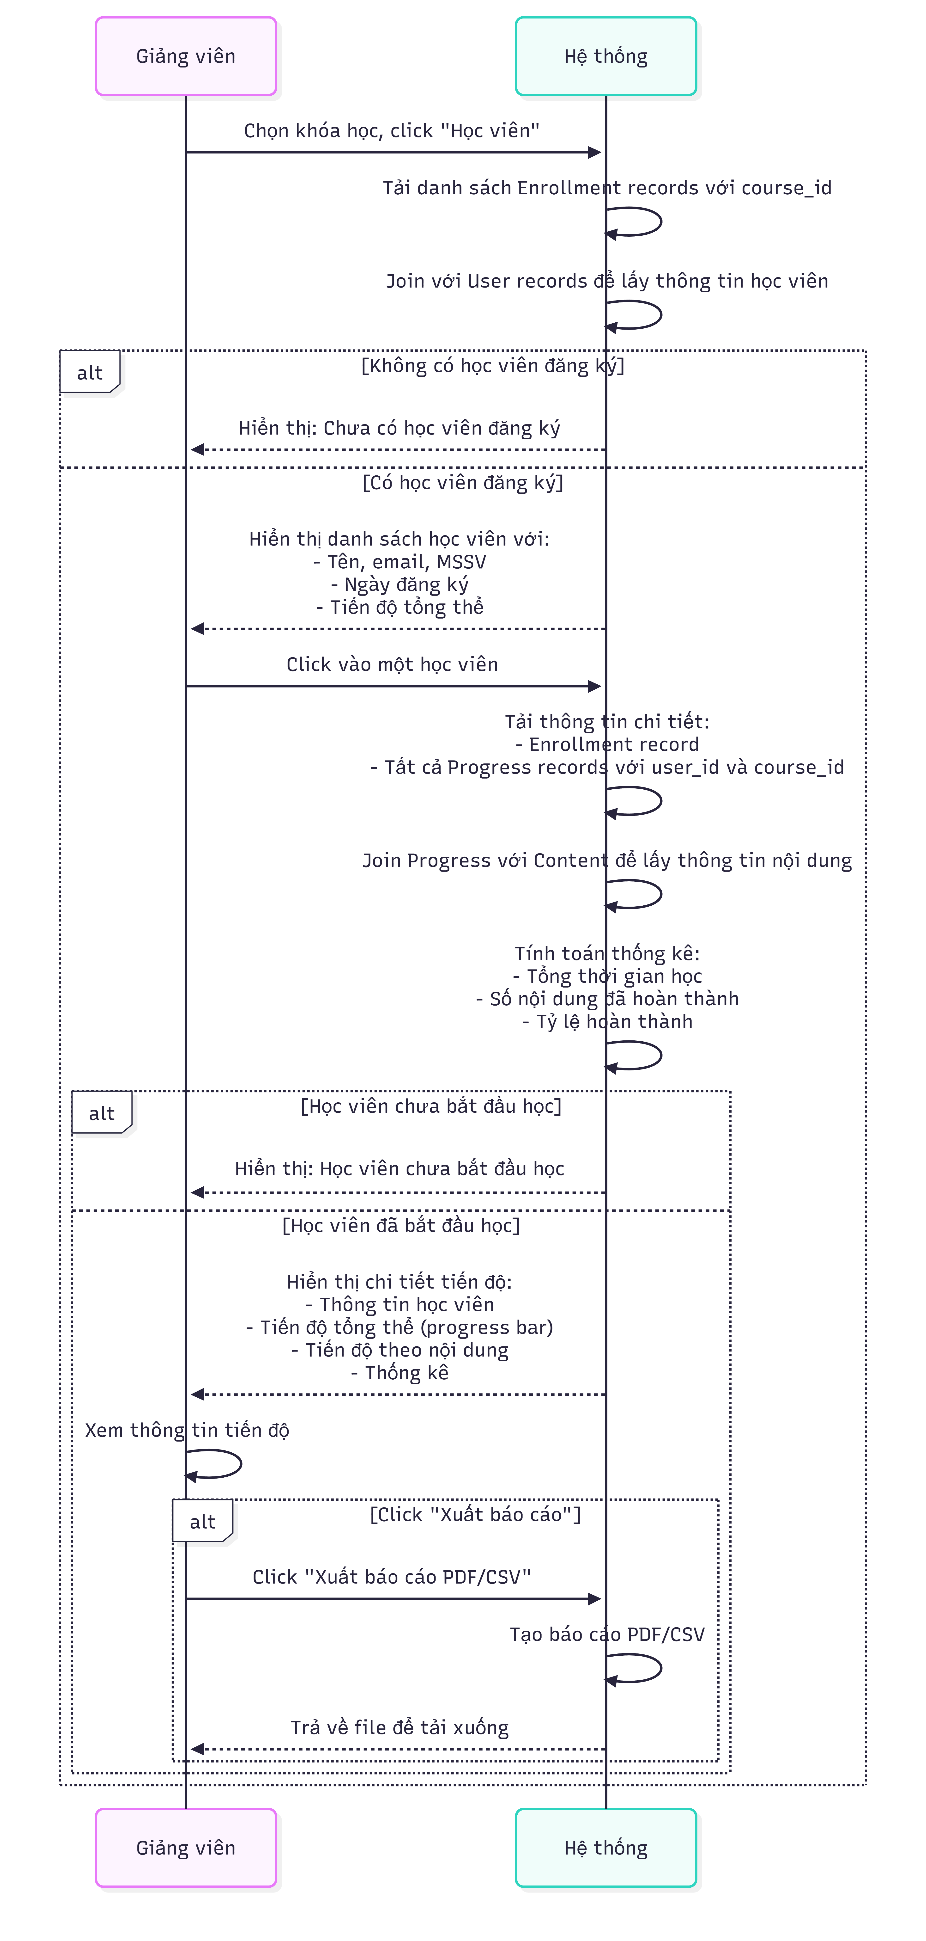 Giảng viên
Hệ thống
Chọn khóa học, click "Học viên"
Tải danh sách Enrollment records với course_id
Join với User records để lấy thông tin học viên
alt
[Không có học viên đăng ký]
Hiển thị: Chưa có học viên đăng ký
[Có học viên đăng ký]
Hiển thị danh sách học viên với:
- Tên, email, MSSV
- Ngày đăng ký
- Tiến độ tổng thể
Click vào một học viên
Tải thông tin chi tiết:
- Enrollment record
- Tất cả Progress records với user_id và course_id
Join Progress với Content để lấy thông tin nội dung
Tính toán thống kê:
- Tổng thời gian học
- Số nội dung đã hoàn thành
- Tỷ lệ hoàn thành
alt
[Học viên chưa bắt đầu học]
Hiển thị: Học viên chưa bắt đầu học
[Học viên đã bắt đầu học]
Hiển thị chi tiết tiến độ:
- Thông tin học viên
- Tiến độ tổng thể (progress bar)
- Tiến độ theo nội dung
- Thống kê
Xem thông tin tiến độ
alt
[Click "Xuất báo cáo"]
Click "Xuất báo cáo PDF/CSV"
Tạo báo cáo PDF/CSV
Trả về file để tải xuống
Giảng viên
Hệ thống